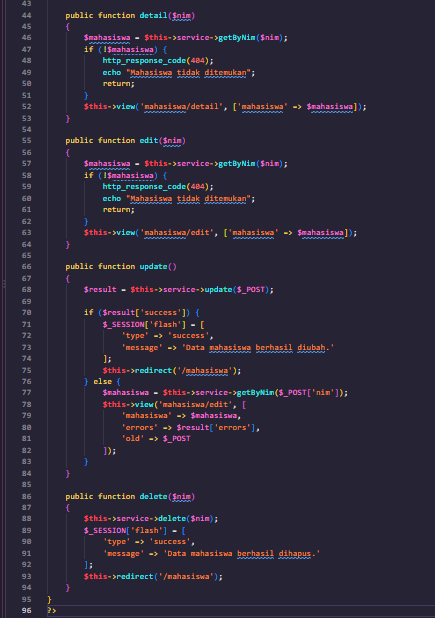 43
44 public function detail($nim)
45 {
46 $mahasiswa = $this->service->getByNim($nim);
47 if (!$mahasiswa) {
48 http_response_code(404);
49 echo "Mahasiswa tidak ditemukan";
50 return;
51 }
52 $this->view('mahasiswa/detail', ['mahasiswa' => $mahasiswa]);
53 }
54
55 public function edit($nim)
56 {
57 $mahasiswa = $this->service->getByNim($nim);
58 if (!$mahasiswa) {
59 http_response_code(404);
60 echo "Mahasiswa tidak ditemukan";
61 return;
62 }
63 $this->view('mahasiswa/edit', ['mahasiswa' => $mahasiswa]);
64 }
65
66 public function update()
67 {
68 $result = $this->service->update($_POST);
69
70 if ($result['success']) {
71 $_SESSION['flash'] = [
72 'type' => 'success',
73 'message' => 'Data mahasiswa berhasil diubah.'
74 ];
75 $this->redirect('/mahasiswa');
76 } else {
77 $mahasiswa = $this->service->getByNim($_POST['nim']);
78 $this->view('mahasiswa/edit', [
79 'mahasiswa' => $mahasiswa,
80 'errors' => $result['errors'],
81 'old' => $_POST
82 ]);
83 }
84 }
85
86 public function delete($nim)
87 {
88 $this->service->delete($nim);
89 $_SESSION['flash'] = [
90 'type' => 'success',
91 'message' => 'Data mahasiswa berhasil dihapus.'
92 ];
93 $this->redirect('/mahasiswa');
94 }
95 }
96 ?>